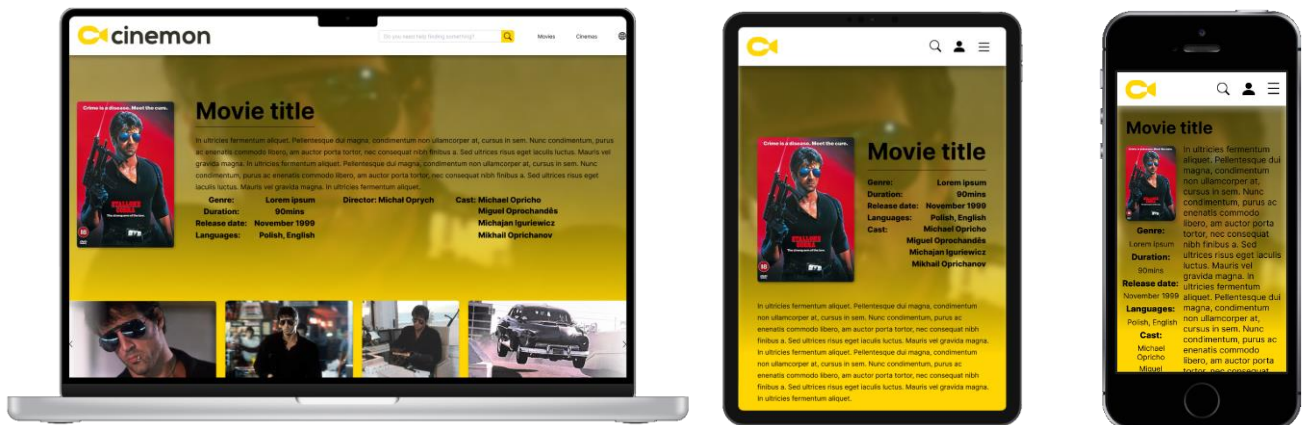 cinemon
Do you need help finding something?
Movies
Cinemas
Crime is a disease. Meet the cure.
STALLONE
COBRA
18
DVD
Movie title
In ultricies fermentum aliquet. Pellentesque dui magna, condimentum non ullamcorper at, cursus in sem. Nunc condimentum, purus
ac enenatis commodo libero, am auctor porta tortor, nec consequat nibh finibus a. Sed ultrices risus eget iaculis luctus. Mauris vel
gravida magna. In ultricies fermentum aliquet. Pellentesque dui magna, condimentum non ullamcorper at, cursus in sem. Nunc
condimentum, purus ac enenatis commodo libero, am auctor porta tortor, nec consequat nibh finibus a. Sed ultrices risus eget
iaculis luctus. Mauris vel gravida magna. In ultricies fermentum aliquet.
Genre: Lorem ipsum
Duration: 90mins
Release date: November 1999
Languages: Polish, English
Director: Michał Oprych
Cast: Michael Opricho
Miguel Oprochandês
Michajan Iguriewicz
Mikhail Oprichanov
Crime is a disease. Meet the cure.
STALLONE
COBRA
18
DVD
Movie title
Genre: Lorem ipsum
Duration: 90mins
Release date: November 1999
Languages: Polish, English
Cast: Michael Opricho
Miguel Oprochandês
Michajan Iguriewicz
Mikhail Oprichanov
In ultricies fermentum aliquet. Pellentesque dui magna, condimentum
non ullamcorper at, cursus in sem. Nunc condimentum, purus ac
enenatis commodo libero, am auctor porta tortor, nec consequat nibh
finibus a. Sed ultrices risus eget iaculis luctus. Mauris vel gravida magna.
In ultricies fermentum aliquet. Pellentesque dui magna, condimentum
non ullamcorper at, cursus in sem. Nunc condimentum, purus ac
enenatis commodo libero, am auctor porta tortor, nec consequat nibh
finibus a. Sed ultrices risus eget iaculis luctus. Mauris vel gravida magna.
In ultricies fermentum aliquet.
Movie title
Genre:
Lorem ipsum
Duration:
90mins
Release date:
November 1999
Languages:
Polish, English
Cast:
Michael
Opricho
Miguel
In ultricies
fermentum
aliquet.
Pellentesque dui
magna,
condimentum
non ullamcorper
at, cursus in sem.
Nunc
condimentum,
purus ac
enenatis
commodo
libero, am
auctor porta
tortor, nec
consequat
nibh finibus a. Sed
ultrices risus eget iaculis
luctus. Mauris vel
gravida magna. In
ultricies fermentum
aliquet. Pellentesque dui
magna, condimentum
non ullamcorper at,
cursus in sem. Nunc
condimentum, purus ac
enenatis commodo
libero, am auctor porta
tortor, nec consequat